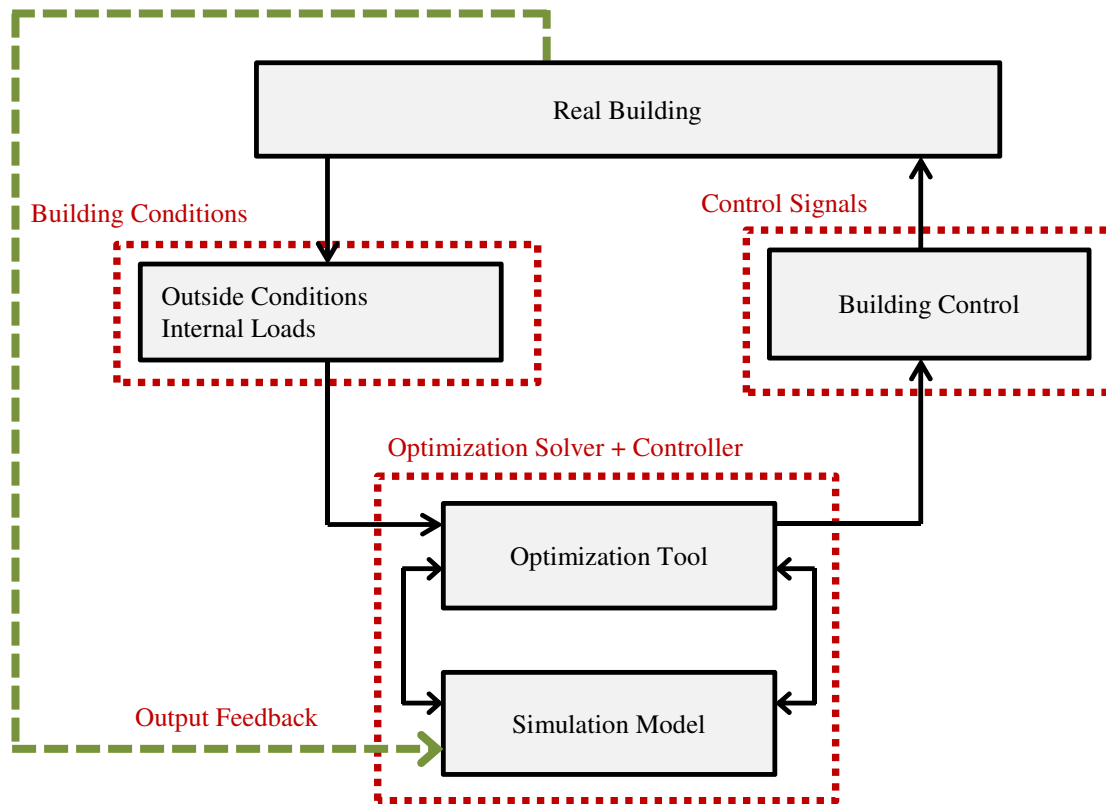 Real Building
Building Conditions
Control Signals
Outside Conditions
Internal Loads
Building Control
Optimization Solver + Controller
Optimization Tool
Output Feedback
Simulation Model